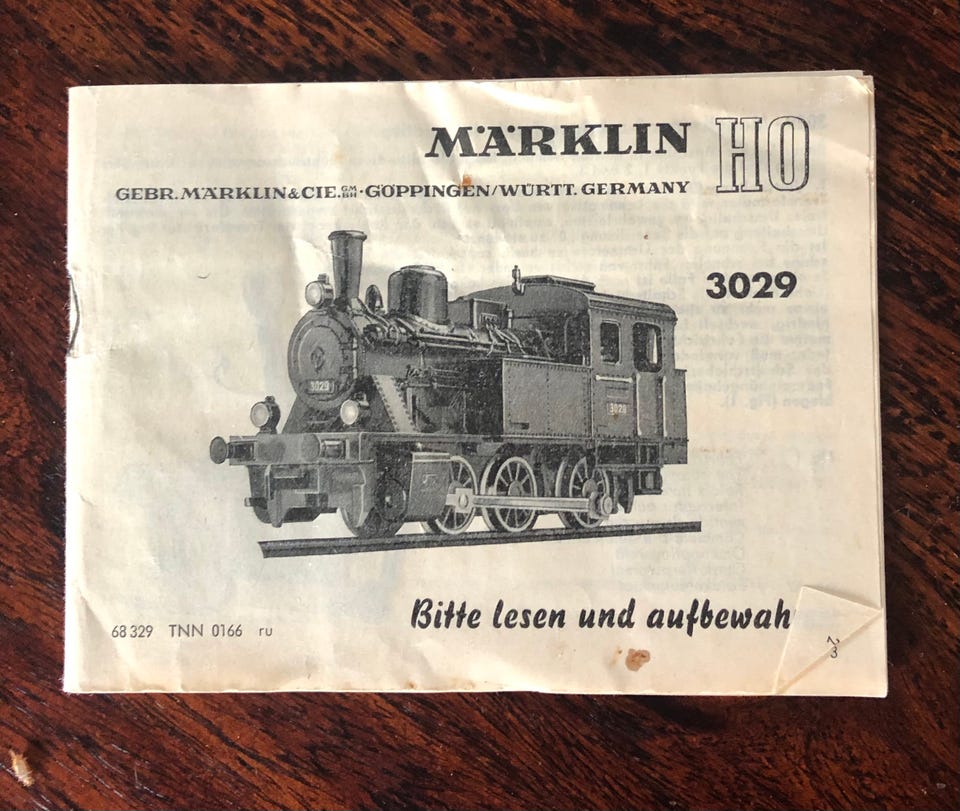 MÄRKLIN HO
GEBR. MÄRKLIN & CIE. GMBH · GÖPPINGEN/WÜRTT. GERMANY
3029
3029
3029
Bitte lesen und aufbewah
68 329 TNN 0166 ru
23